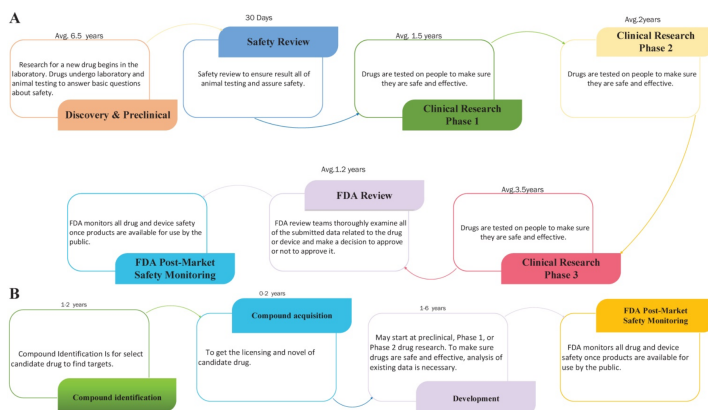 A
Avg. 6.5 years
Research for a new drug begins in the
laboratory. Drugs undergo laboratory and
animal testing to answer basic questions
about safety.
Discovery & Preclinical
30 Days
Safety Review
Safety review to ensure result all of
animal testing and assure safety.
Avg. 1.5 years
Drugs are tested on people to make sure
they are safe and effective.
Clinical Research
Phase 1
Avg.2years
Clinical Research
Phase 2
Drugs are tested on people to make sure
they are safe and effective.
Avg.3.5years
Drugs are tested on people to make sure
they are safe and effective.
Clinical Research
Phase 3
Avg.1.2 years
FDA Review
FDA review teams thoroughly examine all
of the submitted data related to the drug
or device and make a decision to approve
or not to approve it.
FDA monitors all drug and device safety
once products are available for use by the
public.
FDA Post-Market
Safety Monitoring
B
1-2 years
Compound Identification Is for select
candidate drug to find targets.
Compound identification
0-2 years
Compound acquisition
To get the licensing and novel of
candidate drug.
1-6 years
May start at preclinical, Phase 1, or
Phase 2 drug research. To make sure
drugs are safe and effective, analysis of
existing data is necessary.
Development
FDA Post-Market
Safety Monitoring
FDA monitors all drug and device
safety once products are available for
use by the public.